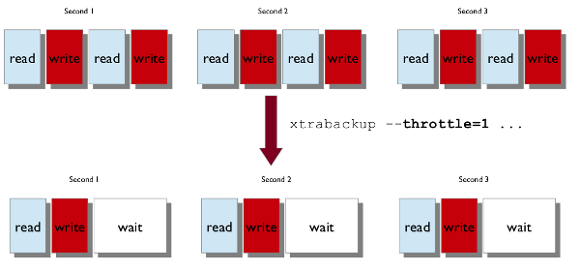 Second 1 Second 2 Second 3
read write read write read write read write read write read write
xtrabackup --throttle=1 ...
Second 1 Second 2 Second 3
read write wait read write wait read write wait